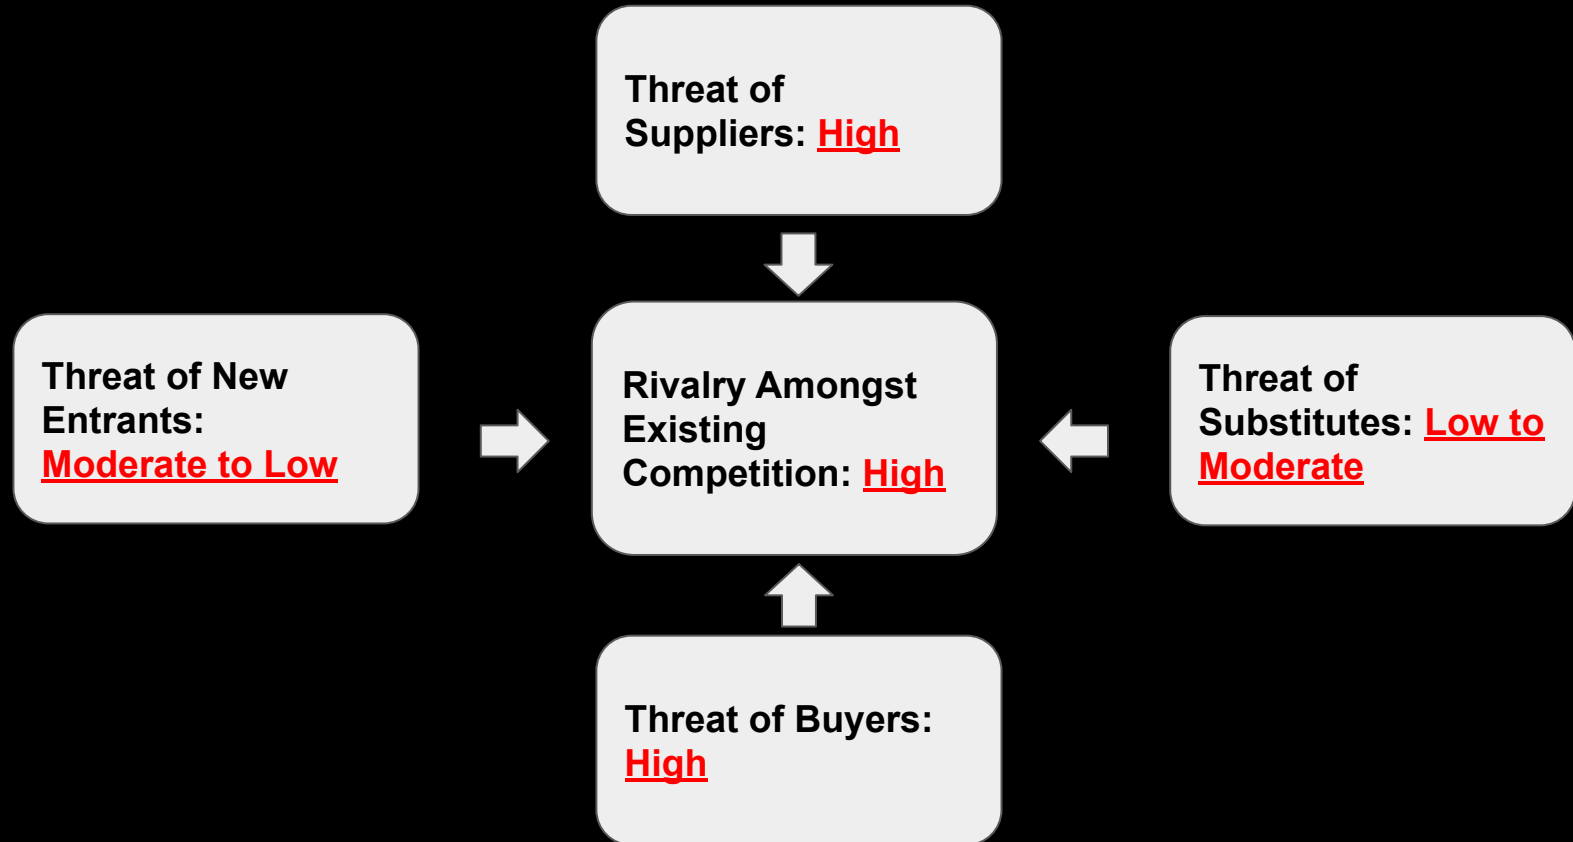 Threat of
Suppliers: High
Threat of New
Entrants:
Moderate to Low
Rivalry Amongst
Existing
Competition: High
Threat of
Substitutes: Low to
Moderate
Threat of Buyers:
High